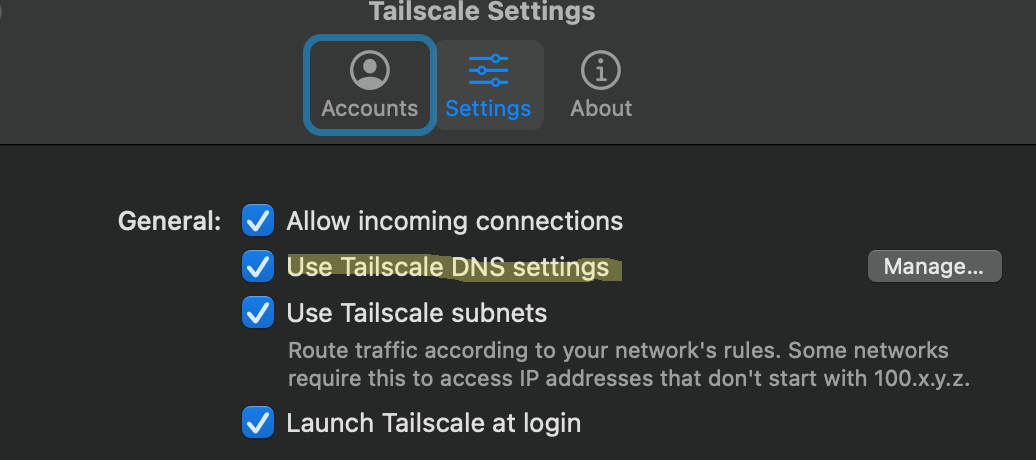 Tailscale Settings
Accounts
Settings
About
General:
Allow incoming connections
Use Tailscale DNS settings
Manage...
Use Tailscale subnets
Route traffic according to your network's rules. Some networks
require this to access IP addresses that don't start with 100.x.y.z.
Launch Tailscale at login